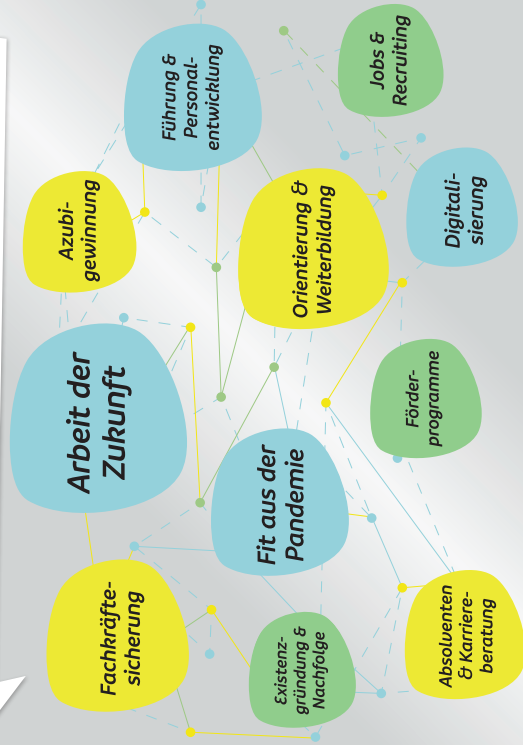 Fachkräfte-
sicherung
Arbeit der
Zukunft
Azubi-
gewinnung
Führung &
Personal-
entwicklung
Existenz-
gründung &
Nachfolge
Fit aus der
Pandemie
Orientierung &
Weiterbildung
Jobs &
Recruiting
Absolventen
& Karriere-
beratung
Förder-
programme
Digitali-
sierung